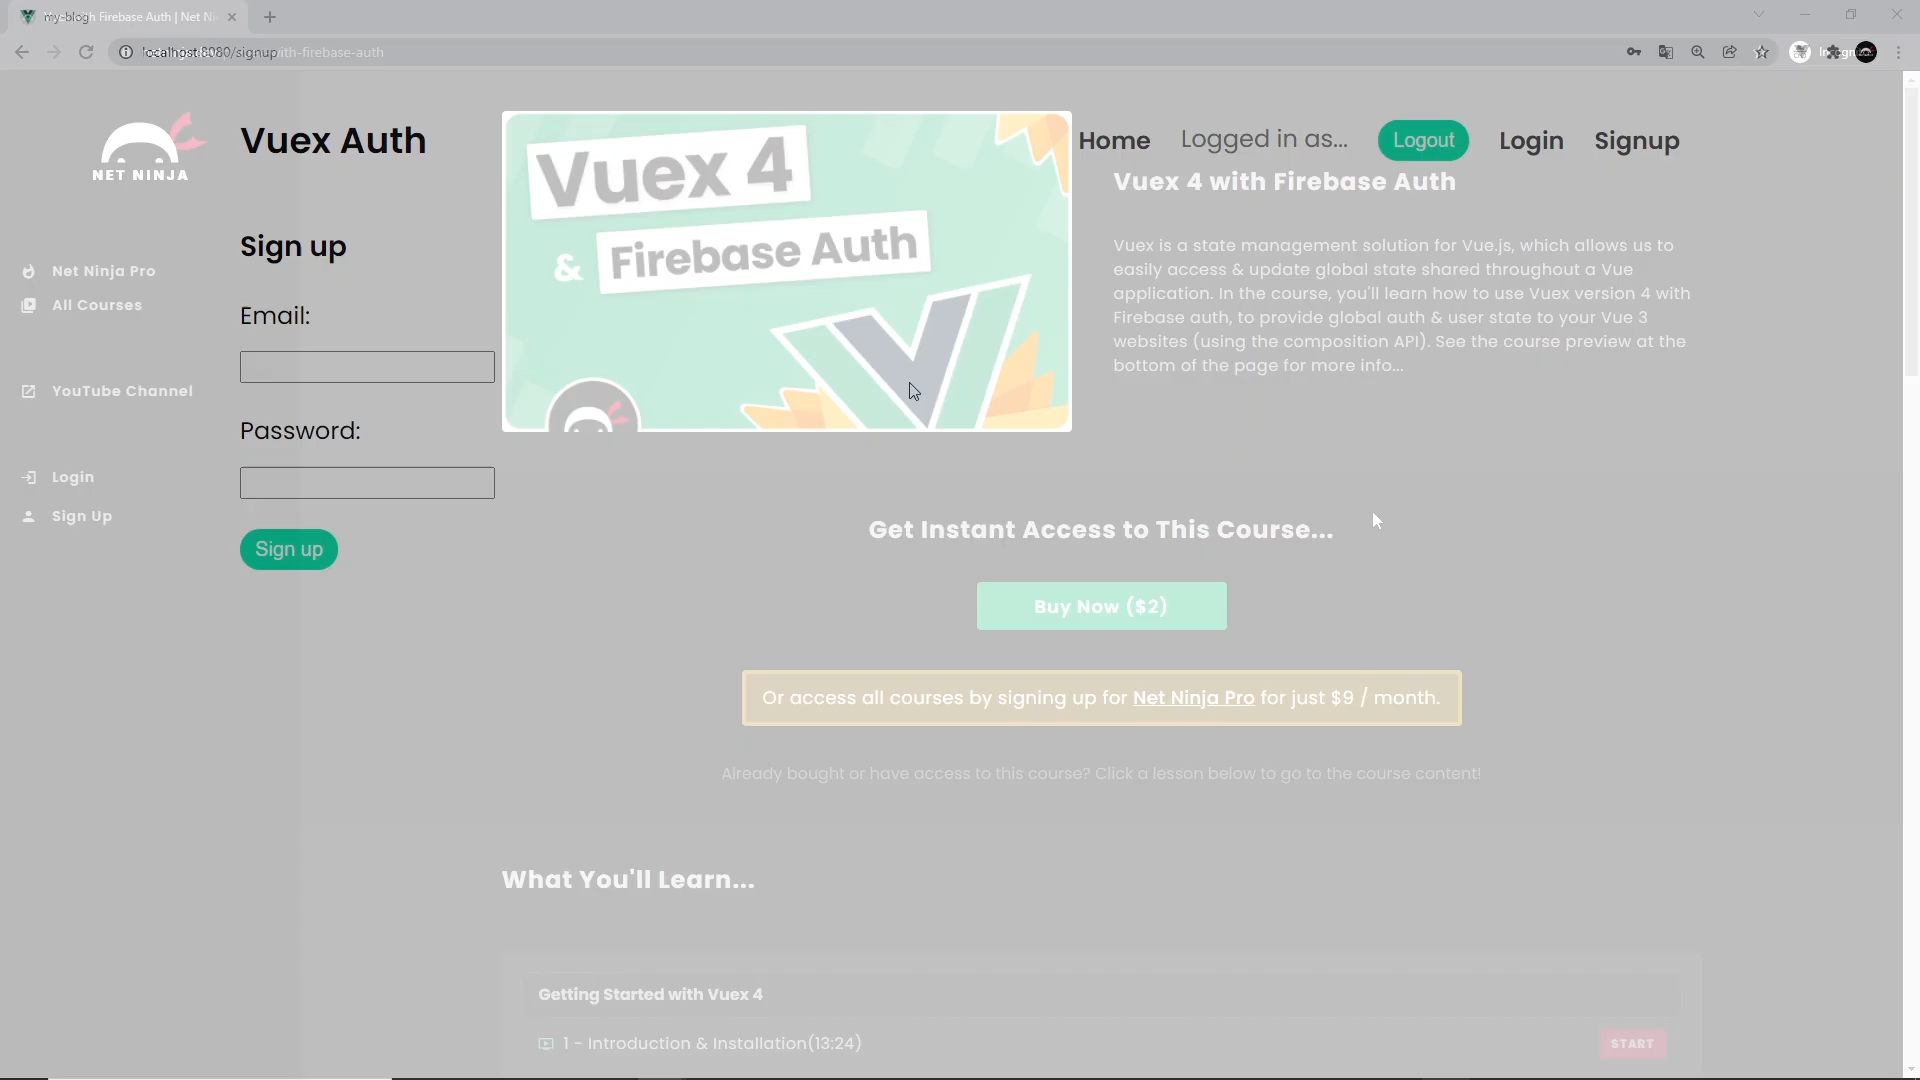 my-blog
with Firebase Auth | Net Ni
localhost:8080/signup
with-firebase-auth
NET NINJA
Vuex Auth
Home
Logged in as...
Logout
Login
Signup
Net Ninja Pro
All Courses
YouTube Channel
Login
Sign Up
Sign up
Email:
Password:
Sign up
Vuex 4
& Firebase Auth
Vuex 4 with Firebase Auth
Vuex is a state management solution for Vue.js, which allows us to
easily access & update global state shared throughout a Vue
application. In the course, you'll learn how to use Vuex version 4 with
Firebase auth, to provide global auth & user state to your Vue 3
websites (using the composition API). See the course preview at the
bottom of the page for more info...
Get Instant Access to This Course...
Buy Now ($2)
Or access all courses by signing up for Net Ninja Pro for just $9 / month.
Already bought or have access to this course? Click a lesson below to go to the course content!
What You'll Learn...
Getting Started with Vuex 4
1 - Introduction & Installation(13:24)
START